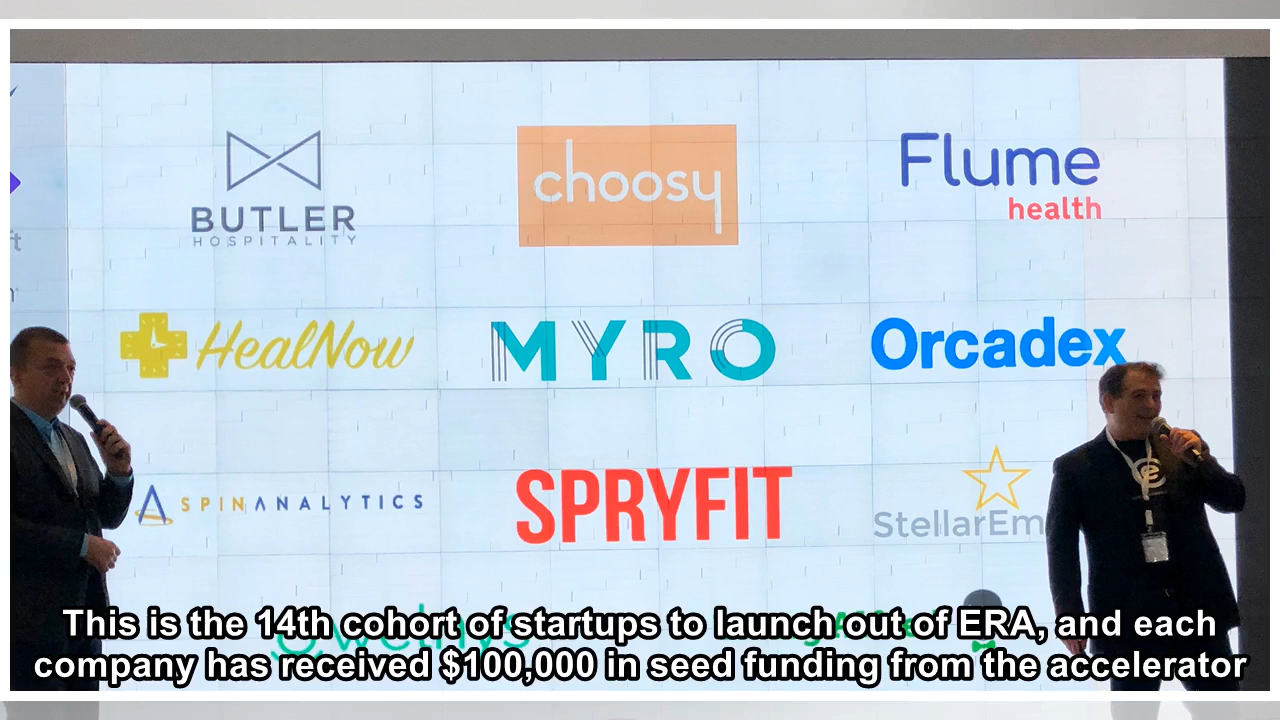 BUTLER
HOSPITALITY
choosy
Flume
health
HealNow
MYRO
Orcadex
SPINANALYTICS
SPRYFIT
StellarEm
This is the 14th cohort of startups to launch out of ERA, and each
company has received $100,000 in seed funding from the accelerator